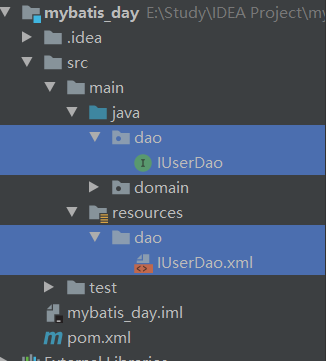 mybatis_day E:\Study\IDEA Project\my
.idea
src
main
java
dao
IUserDao
domain
resources
dao
IUserDao.xml
test
mybatis_day.iml
pom.xml